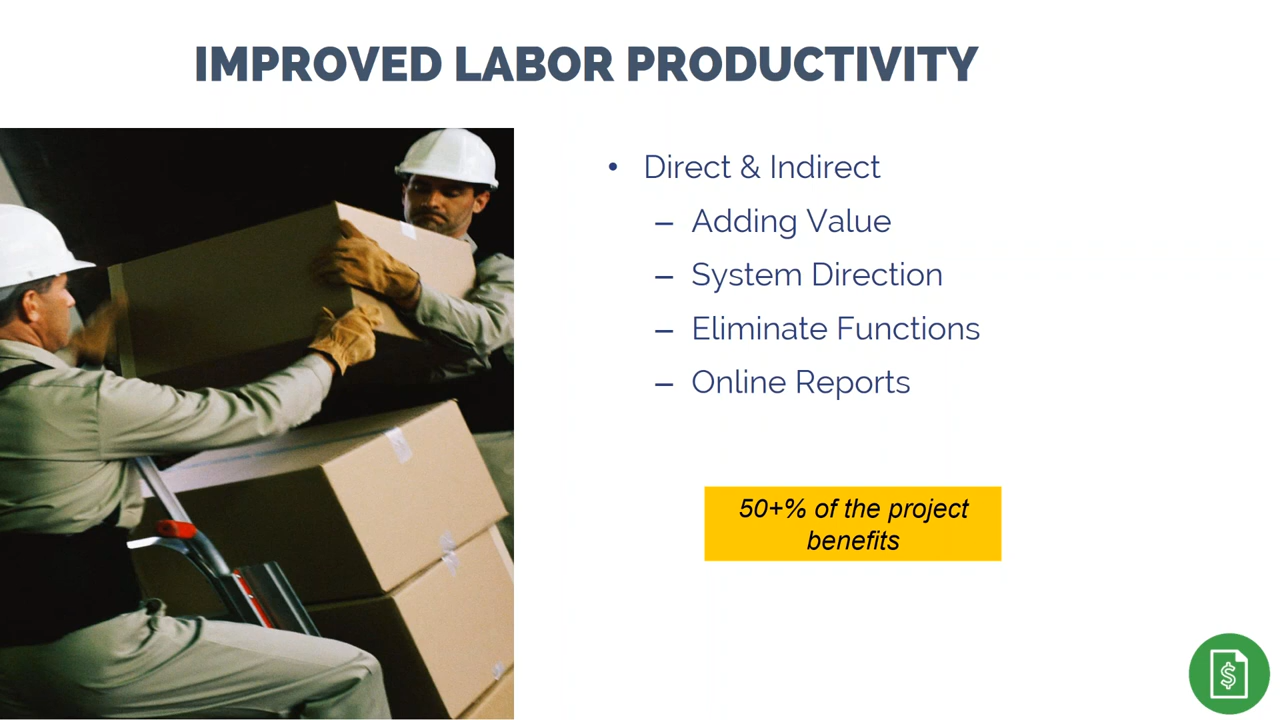 IMPROVED LABOR PRODUCTIVITY
• Direct & Indirect
– Adding Value
– System Direction
– Eliminate Functions
– Online Reports
50+% of the project
benefits
$